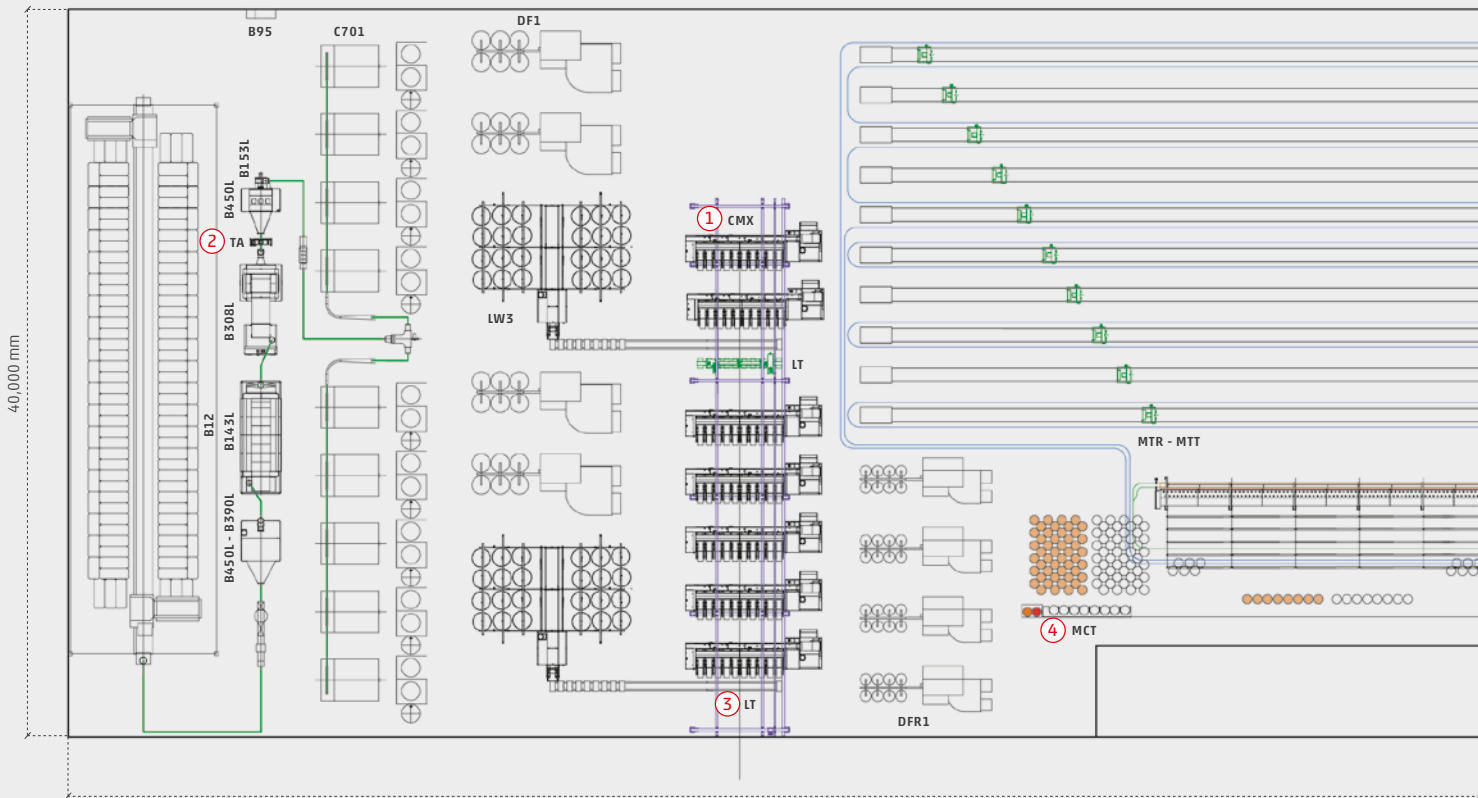 B95
C701
DF1
B153L
B450L
1 CMX
2 TA
B308L
LW3
LT
40,000 mm
B12
B143L
MTR - MTT
B450L - B390L
4 MCT
3 LT
DFR1